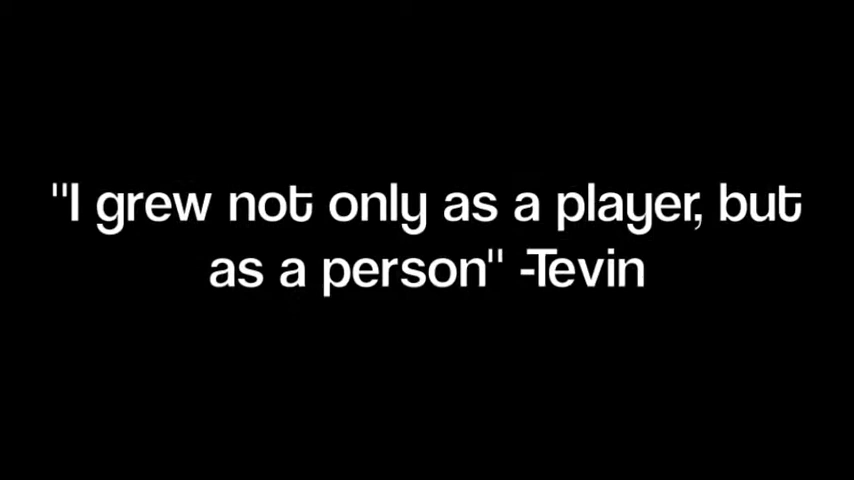 "I grew not only as a player, but
as a person" -Tevin